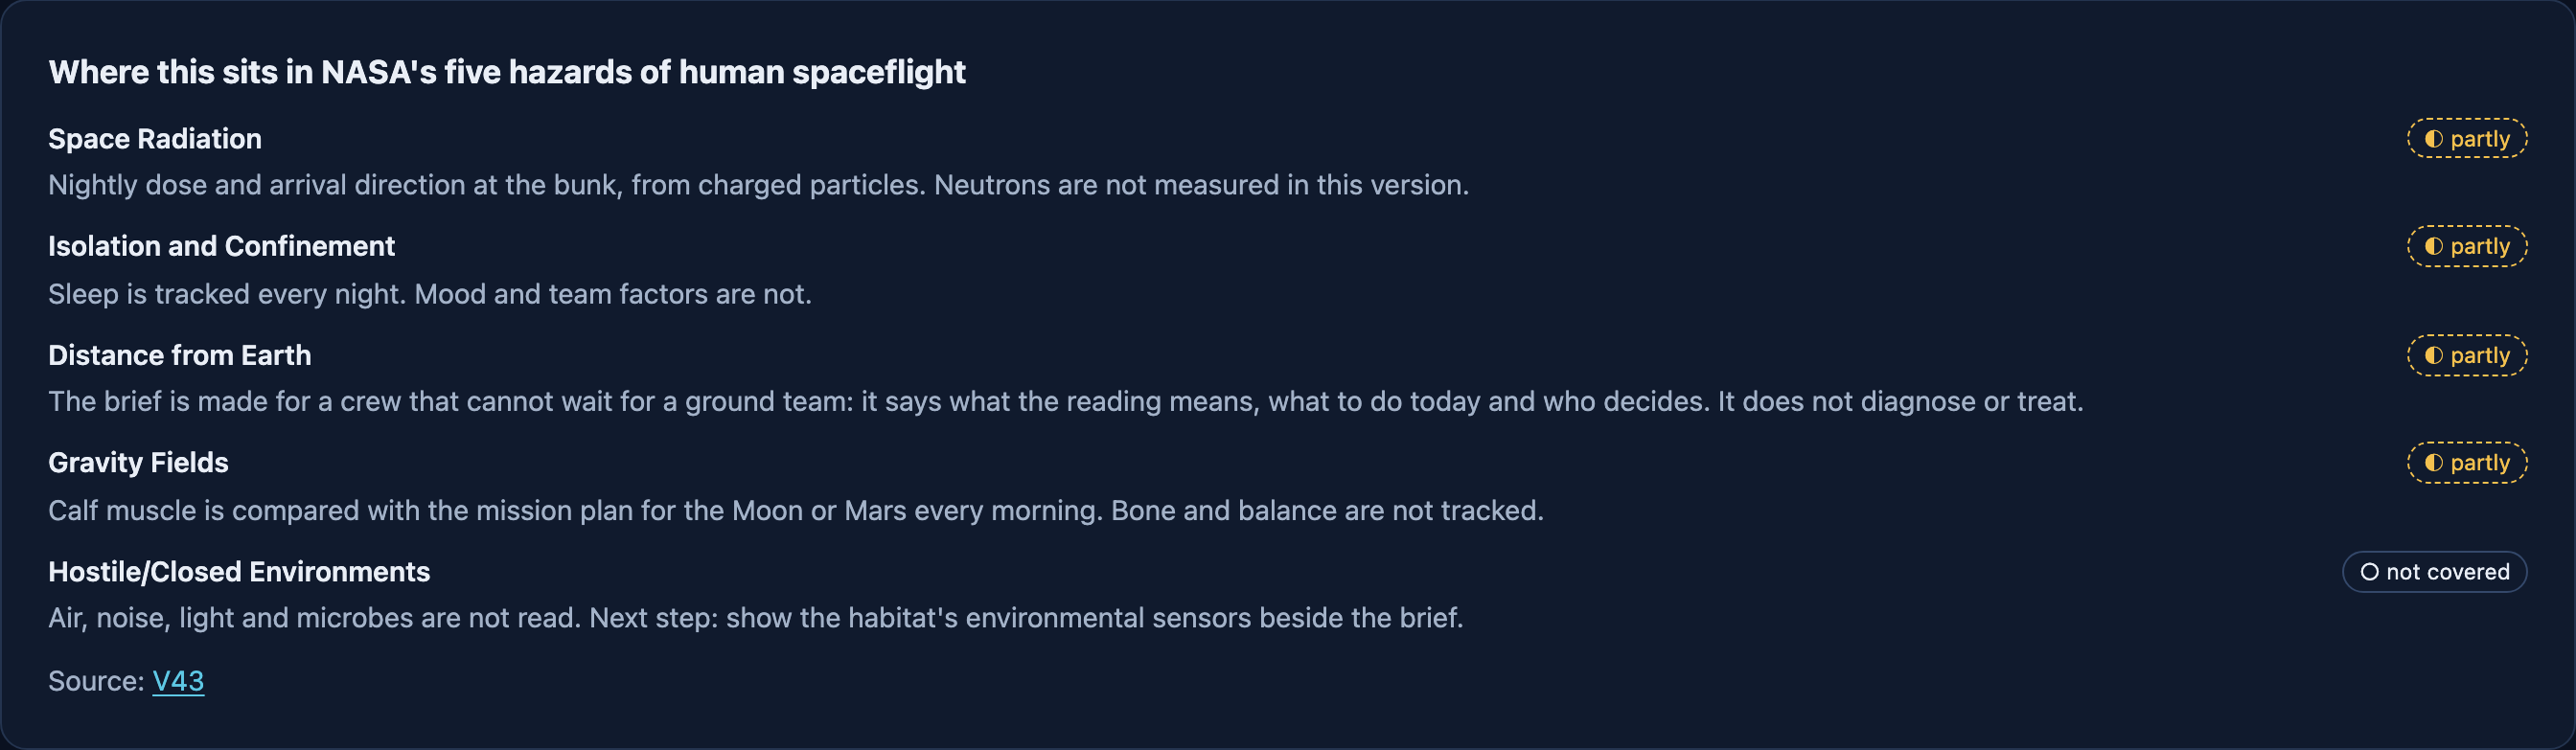 Where this sits in NASA's five hazards of human spaceflight
Space Radiation
partly
Nightly dose and arrival direction at the bunk, from charged particles. Neutrons are not measured in this version.
Isolation and Confinement
partly
Sleep is tracked every night. Mood and team factors are not.
Distance from Earth
partly
The brief is made for a crew that cannot wait for a ground team: it says what the reading means, what to do today and who decides. It does not diagnose or treat.
Gravity Fields
partly
Calf muscle is compared with the mission plan for the Moon or Mars every morning. Bone and balance are not tracked.
Hostile/Closed Environments
not covered
Air, noise, light and microbes are not read. Next step: show the habitat's environmental sensors beside the brief.
Source: V43